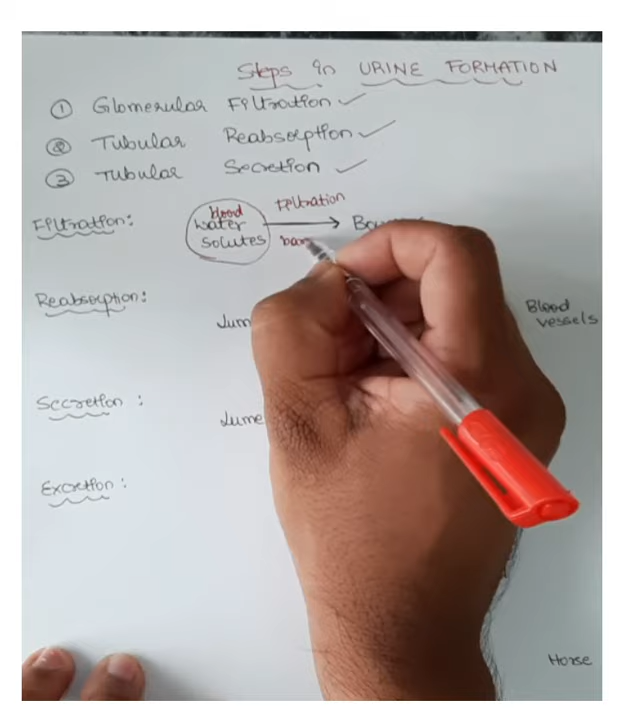 Steps in URINE FORMATION
① Glomerular Filtration ✓
② Tubular Reabsorption ✓
③ Tubular Secretion ✓
blood Filtration
Filtration: water
solutes
Reabsorption:
Blood
vessels
Secretion :
Excretion :
Horse